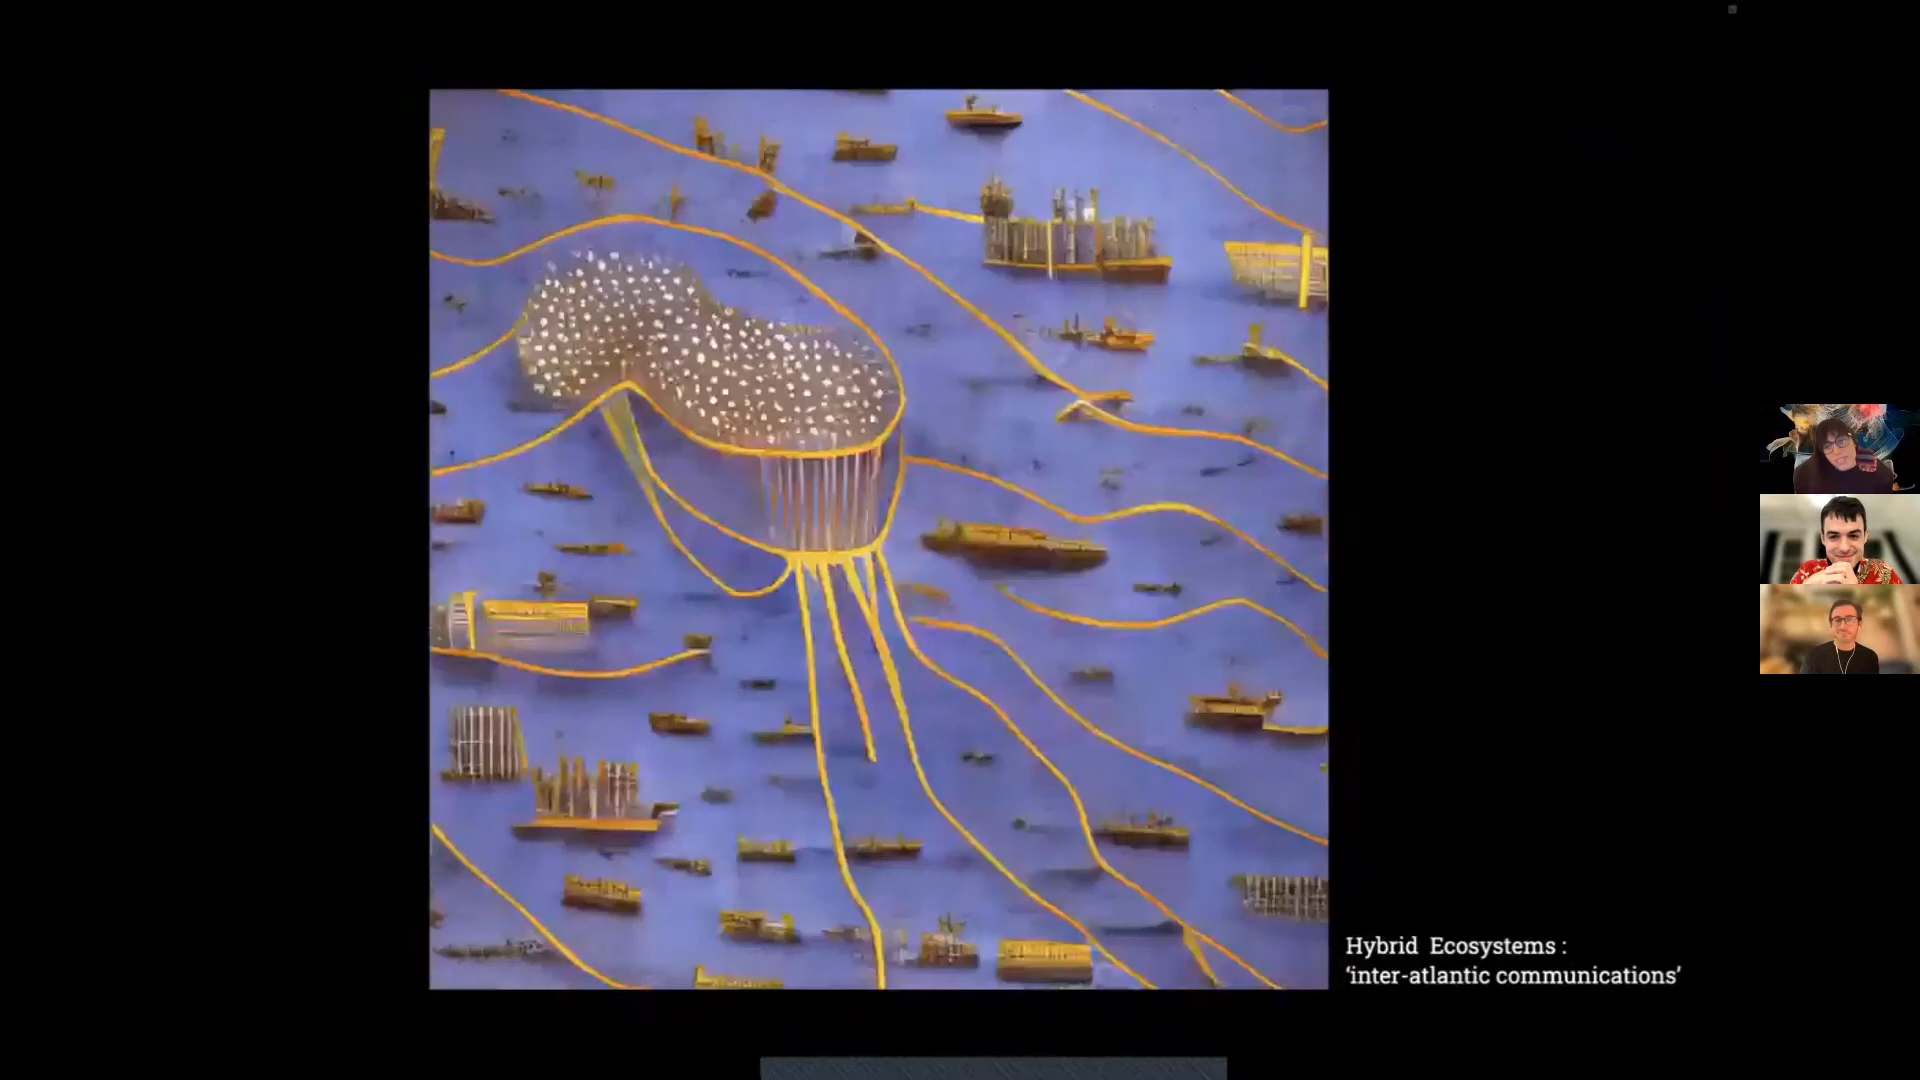 Hybrid Ecosystems :
‘inter-atlantic communications’